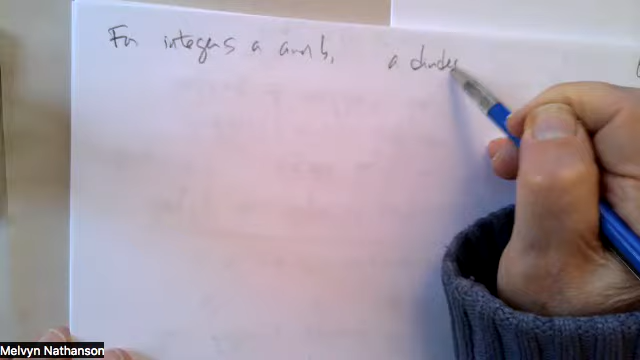 For integers a and b, a divides
Melvyn Nathanson